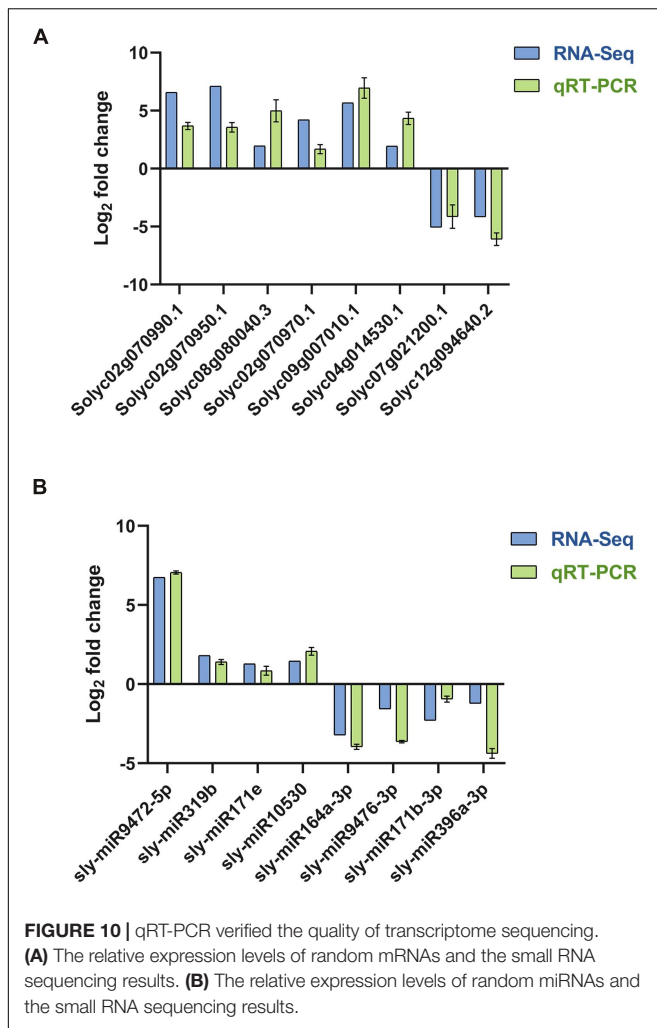 A
RNA-Seq
qRT-PCR
Log2 fold change
10
5
0
-5
-10
Solyc02g070990.1
Solyc02g070950.1
Solyc08g080040.3
Solyc02g070970.1
Solyc09g007010.1
Solyc04g014530.1
Solyc07g021200.1
Solyc12g094640.2
B
RNA-Seq
qRT-PCR
Log2 fold change
10
5
0
-5
sly-miR9472-5p
sly-miR319b
sly-miR171e
sly-miR10530
sly-miR164a-3p
sly-miR9476-3p
sly-miR171b-3p
sly-miR396a-3p
FIGURE 10 | qRT-PCR verified the quality of transcriptome sequencing.
(A) The relative expression levels of random mRNAs and the small RNA
sequencing results. (B) The relative expression levels of random miRNAs and
the small RNA sequencing results.